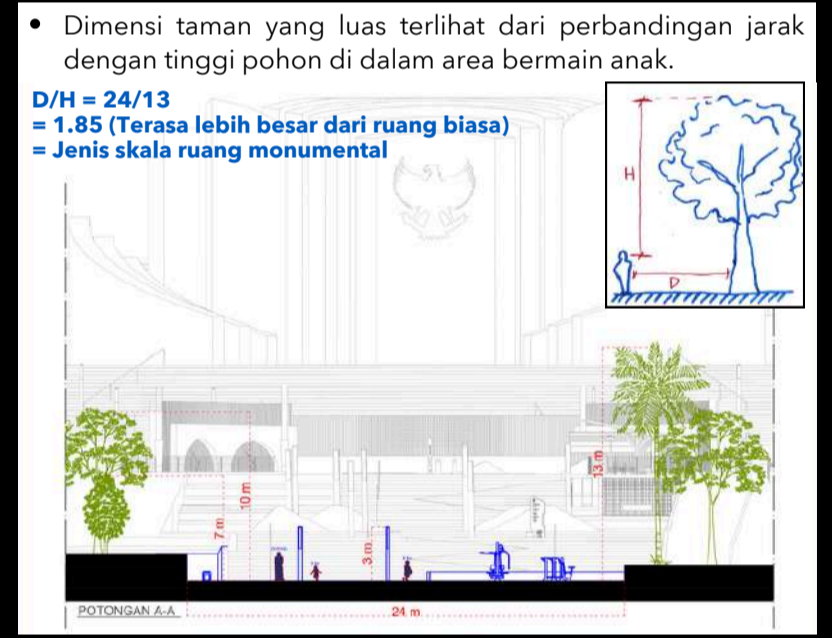 • Dimensi taman yang luas terlihat dari perbandingan jarak
dengan tinggi pohon di dalam area bermain anak.
D/H = 24/13
= 1.85 (Terasa lebih besar dari ruang biasa)
= Jenis skala ruang monumental
H
D
13 m
10 m
7 m
3 m
POTONGAN A-A
24 m